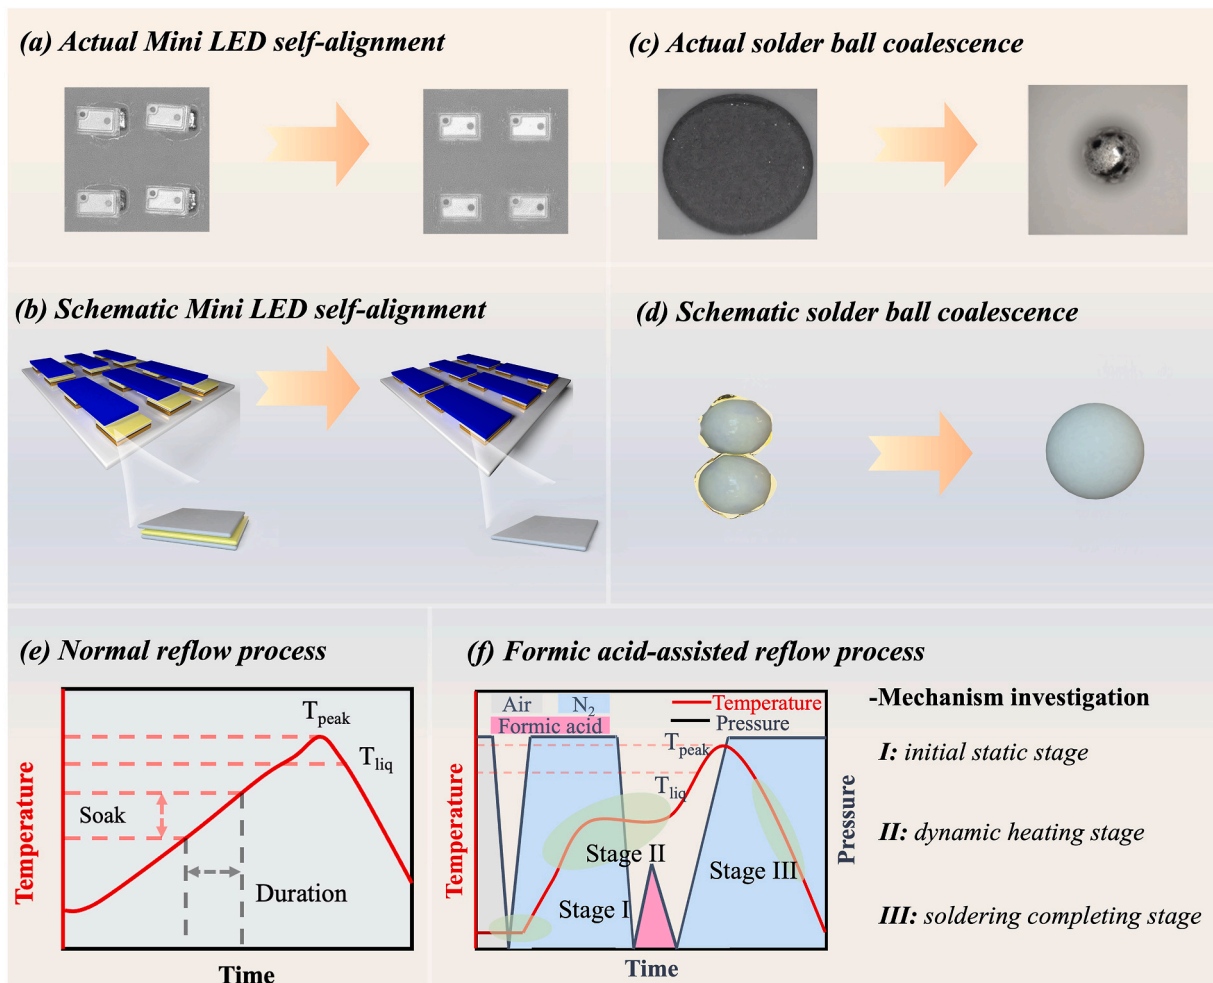 (a) Actual Mini LED self-alignment
(c) Actual solder ball coalescence
(b) Schematic Mini LED self-alignment
(d) Schematic solder ball coalescence
(e) Normal reflow process
Tpeak
Tliq
Soak
Duration
Temperature
Time
(f) Formic acid-assisted reflow process
Air
N2
Formic acid
Temperature
Pressure
Tpeak
Tliq
Stage II
Stage I
Stage III
Temperature
Pressure
Time
-Mechanism investigation
I: initial static stage
II: dynamic heating stage
III: soldering completing stage